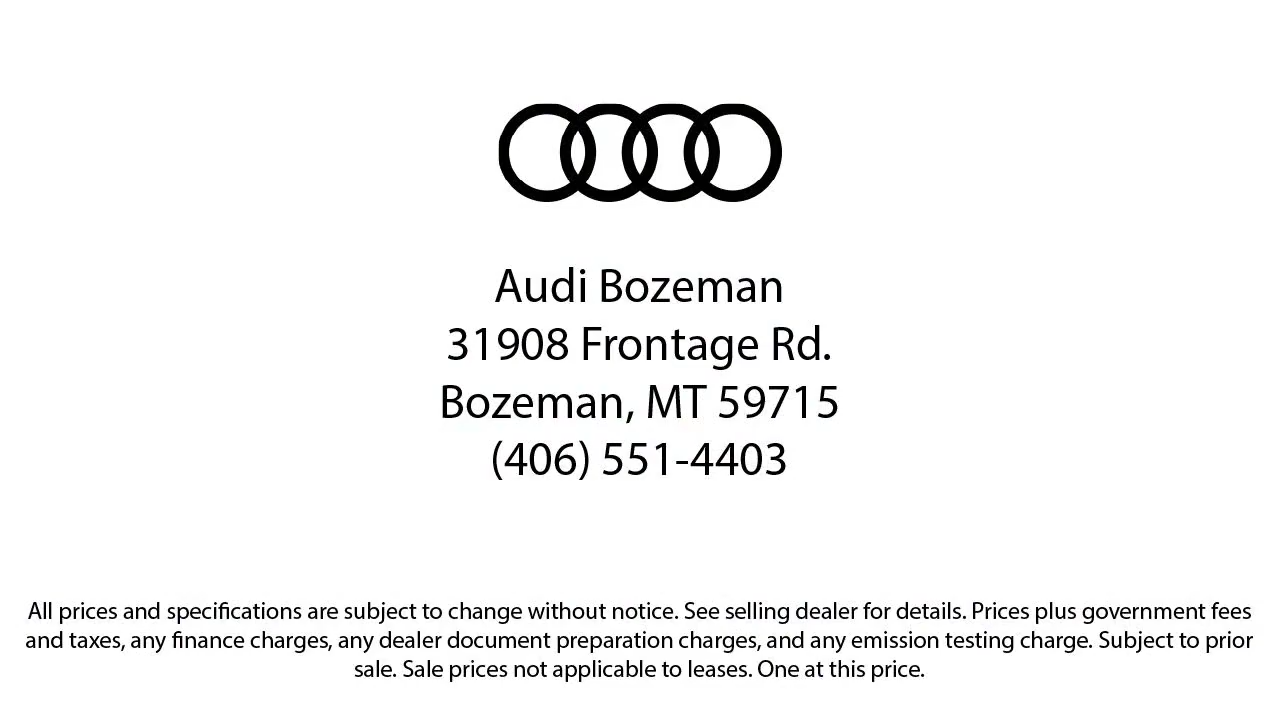 Audi Bozeman
31908 Frontage Rd.
Bozeman, MT 59715
(406) 551-4403
All prices and specifications are subject to change without notice. See selling dealer for details. Prices plus government fees
and taxes, any finance charges, any dealer document preparation charges, and any emission testing charge. Subject to prior
sale. Sale prices not applicable to leases. One at this price.